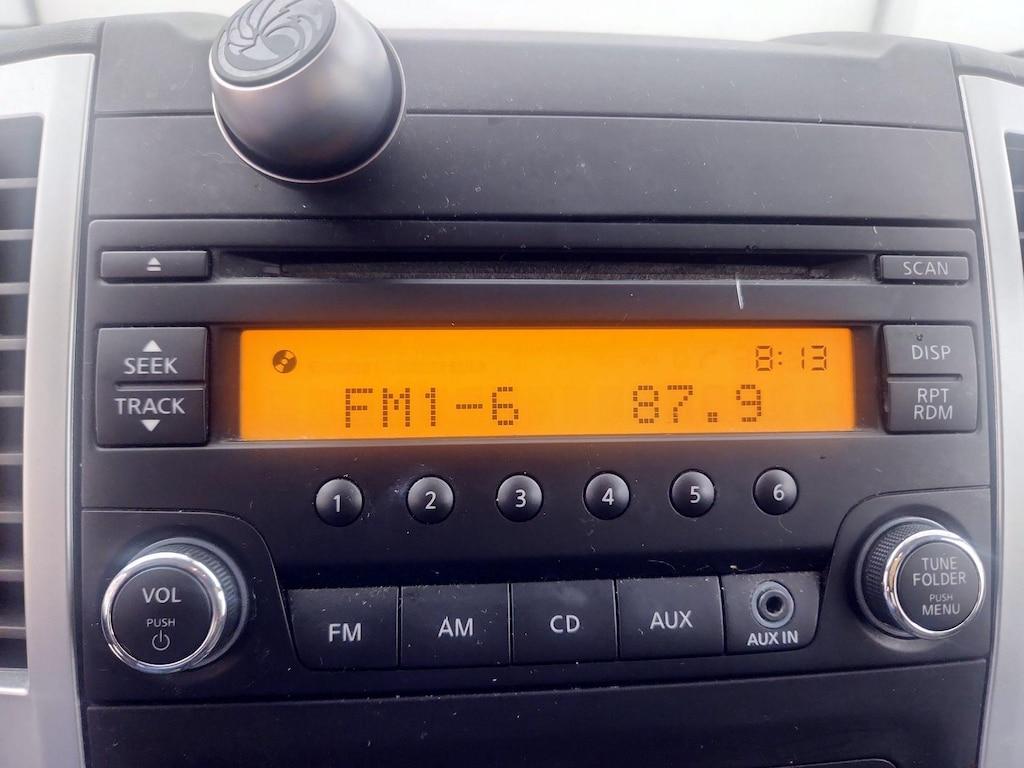 SCAN
SEEK
TRACK
8:13
FM1-6 87.9
DISP
RPT
RDM
1 2 3 4 5 6
VOL
PUSH
TUNE
FOLDER
PUSH
MENU
FM AM CD AUX AUX IN